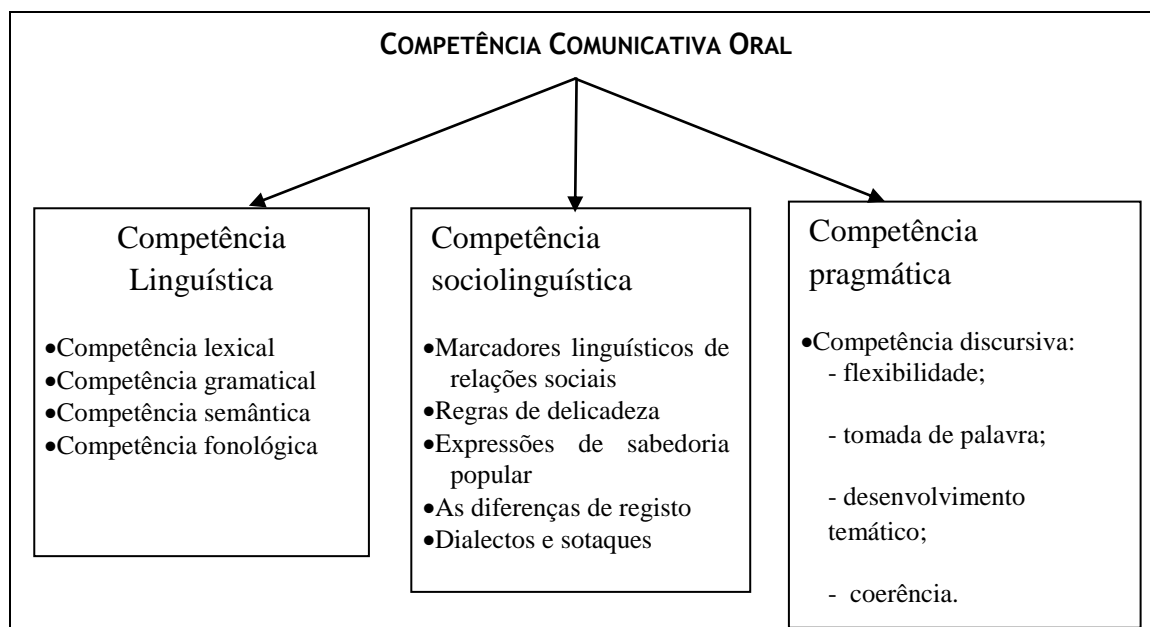 COMPETÊNCIA COMUNICATIVA ORAL
Competência
Linguística
•Competência lexical
•Competência gramatical
•Competência semântica
•Competência fonológica
Competência
sociolinguística
•Marcadores linguísticos de
relações sociais
•Regras de delicadeza
•Expressões de sabedoria
popular
•As diferenças de registo
•Dialectos e sotaques
Competência
pragmática
•Competência discursiva:
- flexibilidade;
- tomada de palavra;
- desenvolvimento
temático;
- coerência.